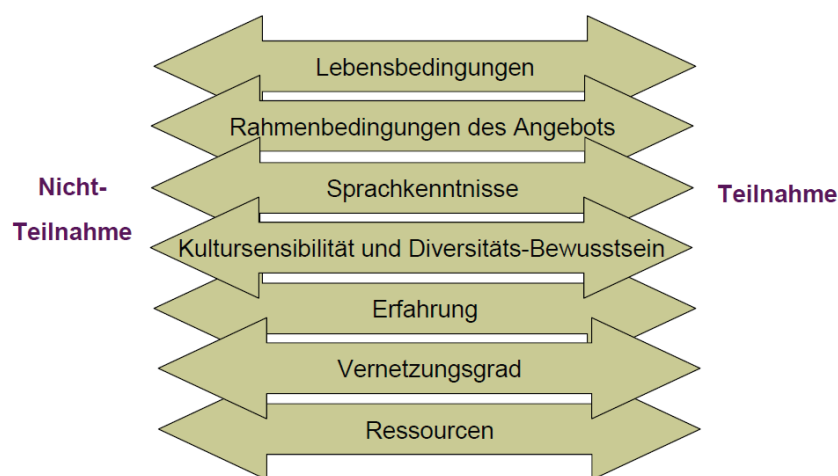 Lebensbedingungen
Rahmenbedingungen des Angebots
Sprachkenntnisse
Nicht-
Teilnahme
Teilnahme
Kultursensibilität und Diversitäts-Bewusstsein
Erfahrung
Vernetzungsgrad
Ressourcen